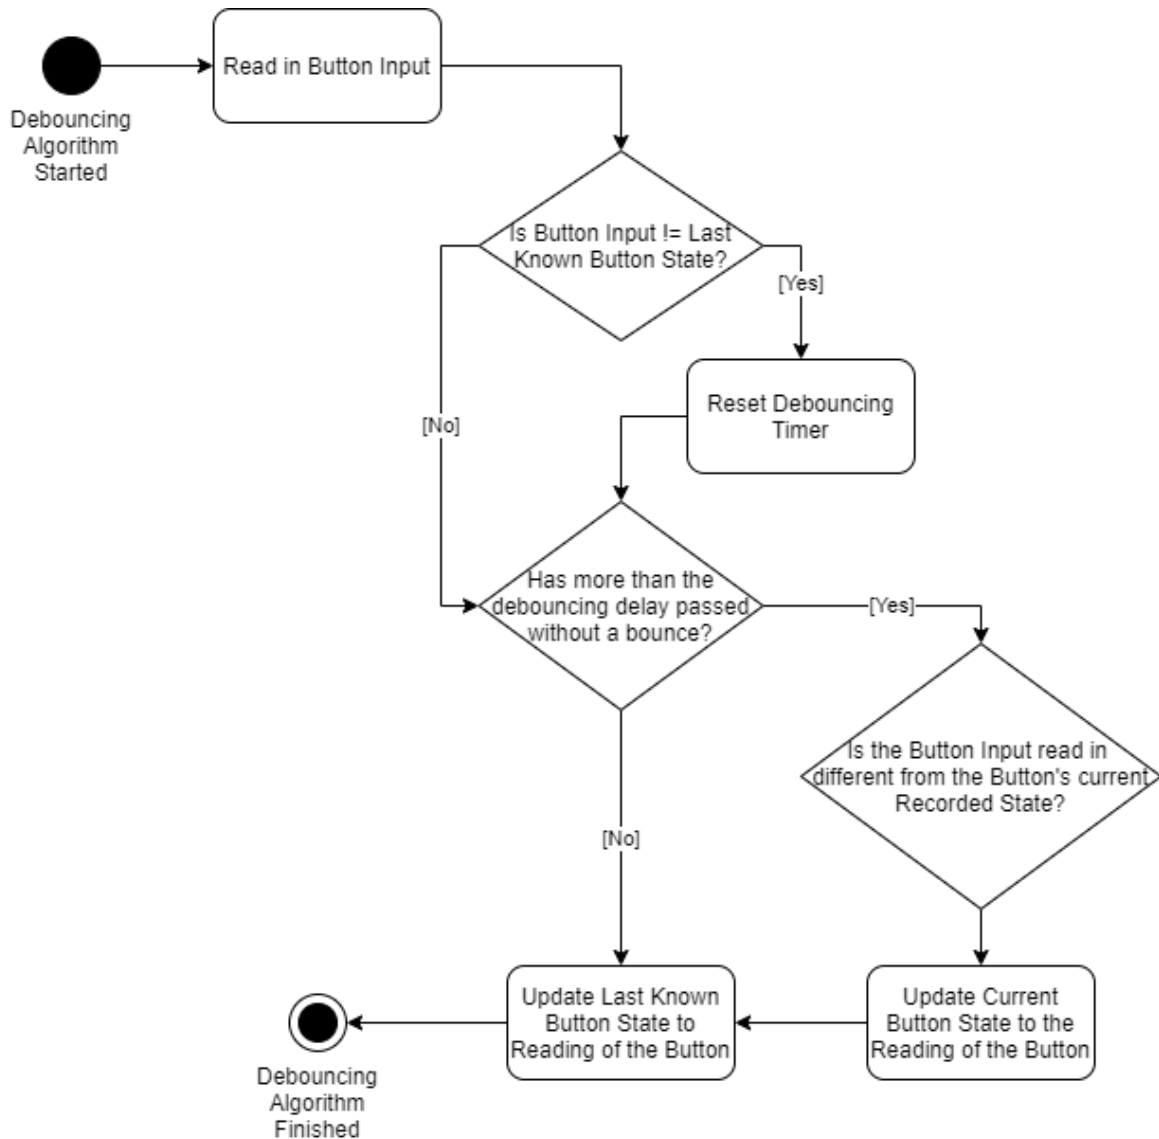 Debouncing
Algorithm
Started
Read in Button Input
Is Button Input != Last
Known Button State?
[Yes]
[No]
Reset Debouncing
Timer
Has more than the
debouncing delay passed
without a bounce?
[Yes]
[No]
Is the Button Input read in
different from the Button's current
Recorded State?
Update Current
Button State to the
Reading of the Button
Update Last Known
Button State to
Reading of the Button
Debouncing
Algorithm
Finished